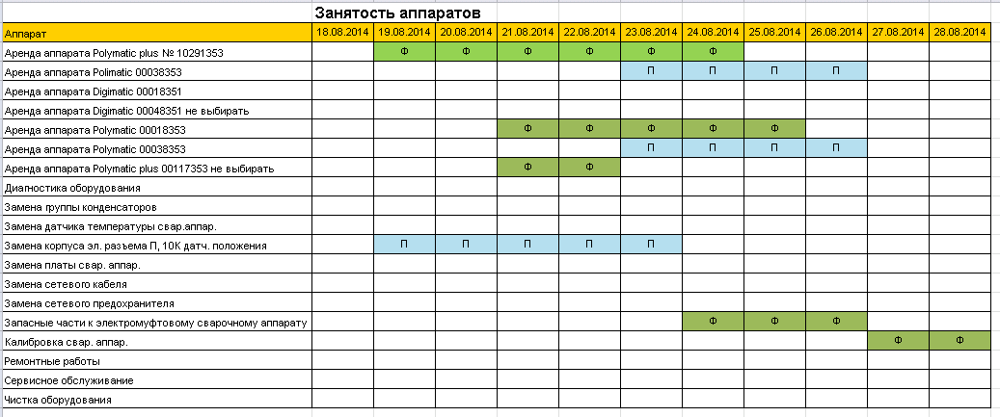 Занятость аппаратов
Аппарат 18.08.2014 19.08.2014 20.08.2014 21.08.2014 22.08.2014 23.08.2014 24.08.2014 25.08.2014 26.08.2014 27.08.2014 28.08.2014
Аренда аппарата Polymatic plus № 10291353 Ф Ф Ф Ф Ф Ф
Аренда аппарата Polimatic 00038353 П П П П
Аренда аппарата Digimatic 00018351
Аренда аппарата Digimatic 00048351 не выбирать
Аренда аппарата Polymatic 00018353 Ф Ф Ф Ф Ф
Аренда аппарата Polymatic 00038353 П П П П
Аренда аппарата Polymatic plus 00117353 не выбирать Ф Ф
Диагностика оборудования
Замена группы конденсаторов
Замена датчика температуры свар.аппар.
Замена корпуса эл. разъема П, 10К датч. положения П П П П П
Замена платы свар. аппар.
Замена сетевого кабеля
Замена сетевого предохранителя
Запасные части к электромуфтовому сварочному аппарату Ф Ф Ф
Калибровка свар. аппар. Ф Ф
Ремонтные работы
Сервисное обслуживание
Чистка оборудования